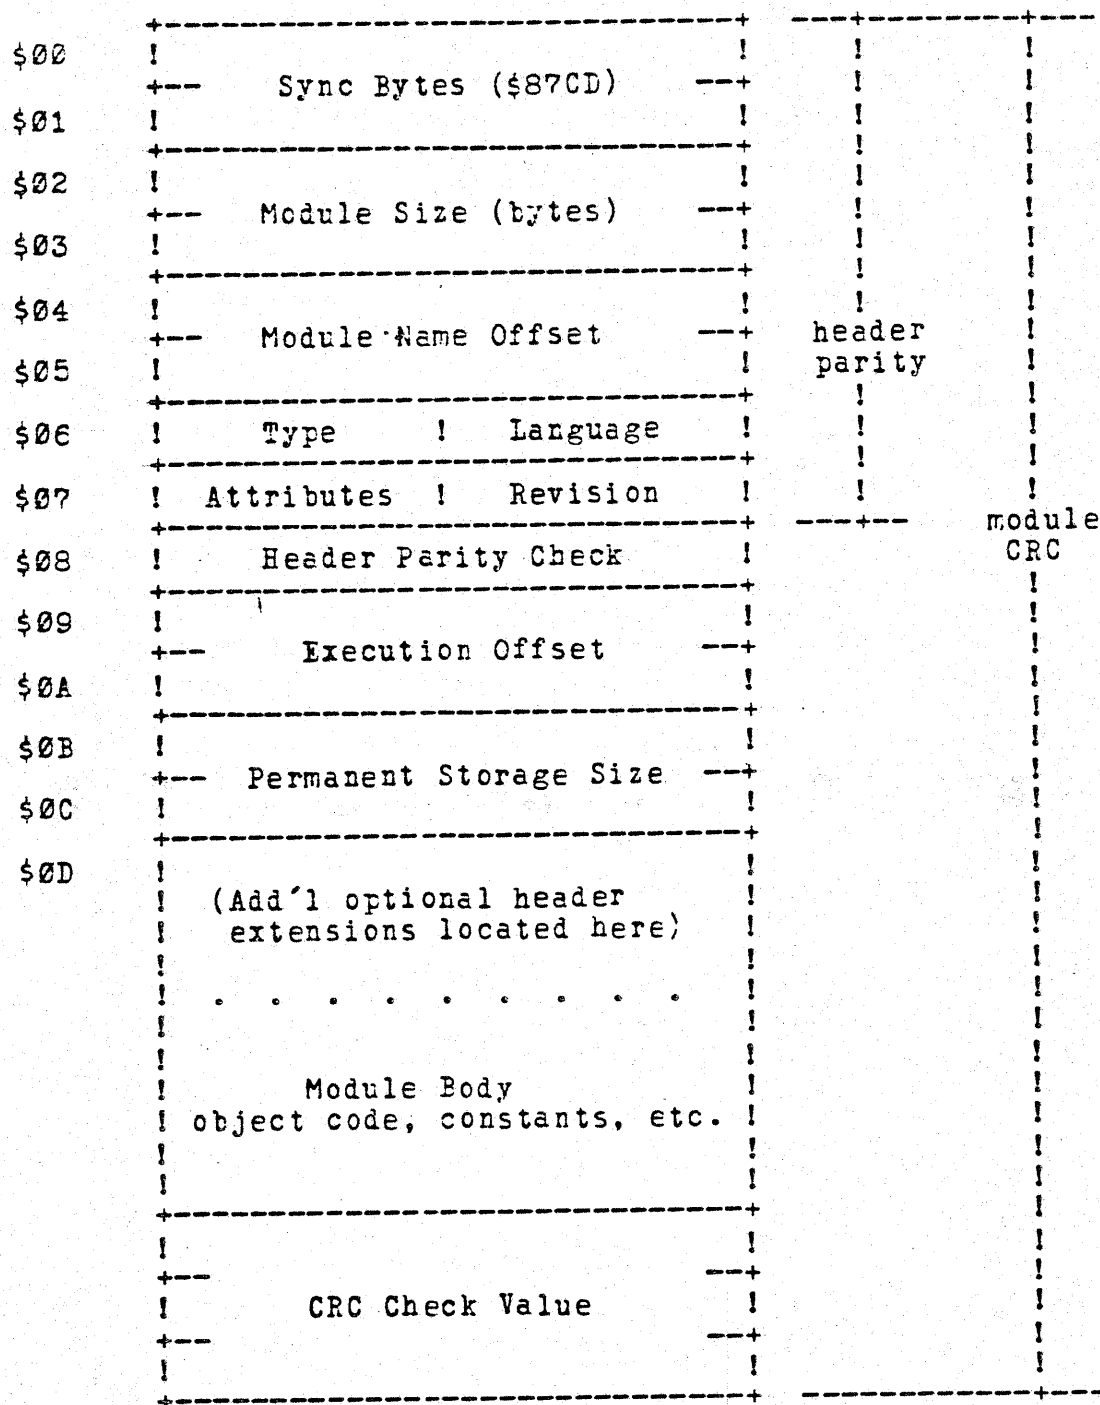 $00
Sync Bytes ($87CD)
$01
$02
Module Size (bytes)
$03
$04
Module Name Offset
header
parity
$05
$06 Type ! Language
$07 Attributes ! Revision
module
CRC
$08 Header Parity Check
$09
Execution Offset
$0A
$0B
Permanent Storage Size
$0C
$0D
(Add'l optional header
extensions located here)
. . . . . . . . .
Module Body
object code, constants, etc.
CRC Check Value